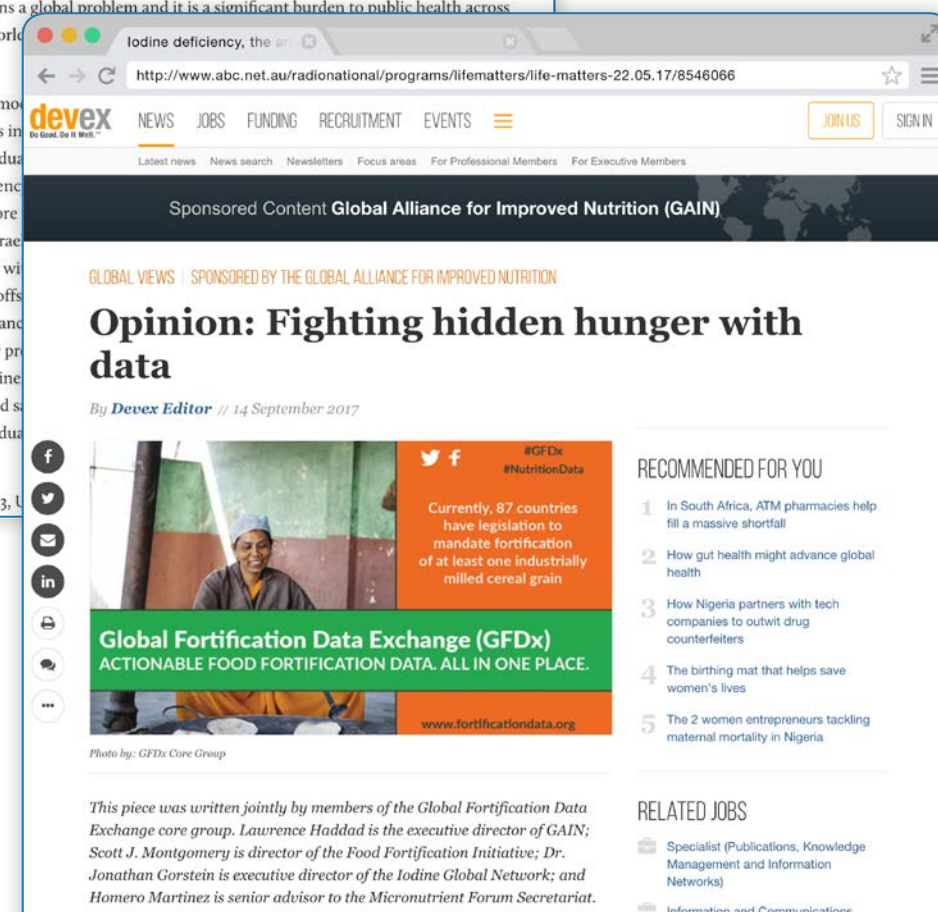 ns a global problem and it is a significant burden to public health across
Iodine deficiency, the
http://www.abc.net.au/radionational/programs/lifematters/life-matters-22.05.17/8546066
devex
Do Good. Do It Well.™
NEWS JOBS FUNDING RECRUITMENT EVENTS
JOIN US SIGN IN
Latest news News search Newsletters Focus areas For Professional Members For Executive Members
Sponsored Content Global Alliance for Improved Nutrition (GAIN)
GLOBAL VIEWS | SPONSORED BY THE GLOBAL ALLIANCE FOR IMPROVED NUTRITION
Opinion: Fighting hidden hunger with
data
By Devex Editor // 14 September 2017
#GFDx
#NutritionData
Currently, 87 countries
have legislation to
mandate fortification
of at least one industrially
milled cereal grain
Global Fortification Data Exchange (GFDx)
ACTIONABLE FOOD FORTIFICATION DATA. ALL IN ONE PLACE.
www.fortificationdata.org
Photo by: GFDx Core Group
This piece was written jointly by members of the Global Fortification Data
Exchange core group. Lawrence Haddad is the executive director of GAIN;
Scott J. Montgomery is director of the Food Fortification Initiative; Dr.
Jonathan Gorstein is executive director of the Iodine Global Network; and
Homero Martinez is senior advisor to the Micronutrient Forum Secretariat.
RECOMMENDED FOR YOU
1 In South Africa, ATM pharmacies help
fill a massive shortfall
2 How gut health might advance global
health
3 How Nigeria partners with tech
companies to outwit drug
counterfeiters
4 The birthing mat that helps save
women's lives
5 The 2 women entrepreneurs tackling
maternal mortality in Nigeria
RELATED JOBS
Specialist (Publications, Knowledge
Management and Information
Networks)
Information and Communications